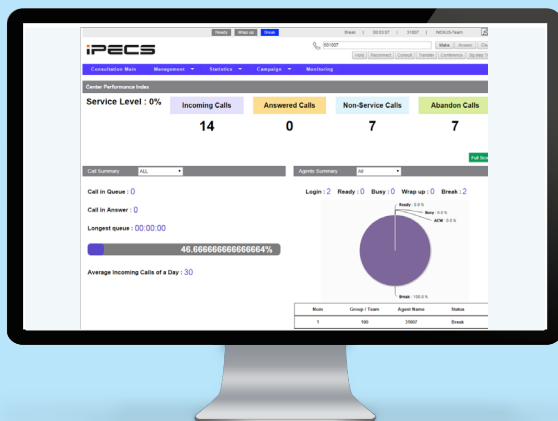 Ready Wrap up Break
Break | 00:03:07 | 31007 | NEXUS-Team
iPECS
Make Answer
Hold Reconnect Consult Transfer Conference
Consultation Main Management Statistics Campaign Monitoring
Center Performance Index
Service Level : 0%
Incoming Calls Answered Calls Non-Service Calls Abandon Calls
14 0 7 7
Full
Call Summary ALL Agents Summary All
Call in Queue : 0
Login : 2 Ready : 0 Busy : 0 Wrap up : 0 Break : 2
Ready : 0.0 %
Busy : 0.0 %
ACW : 0.0 %
Call in Answer : 0
Longest queue : 00:00:00
46.666666666666664%
Average Incoming Calls of a Day : 30
Break : 100.0 %
Num Group / Team Agent Name Status
1 100 31007 Break